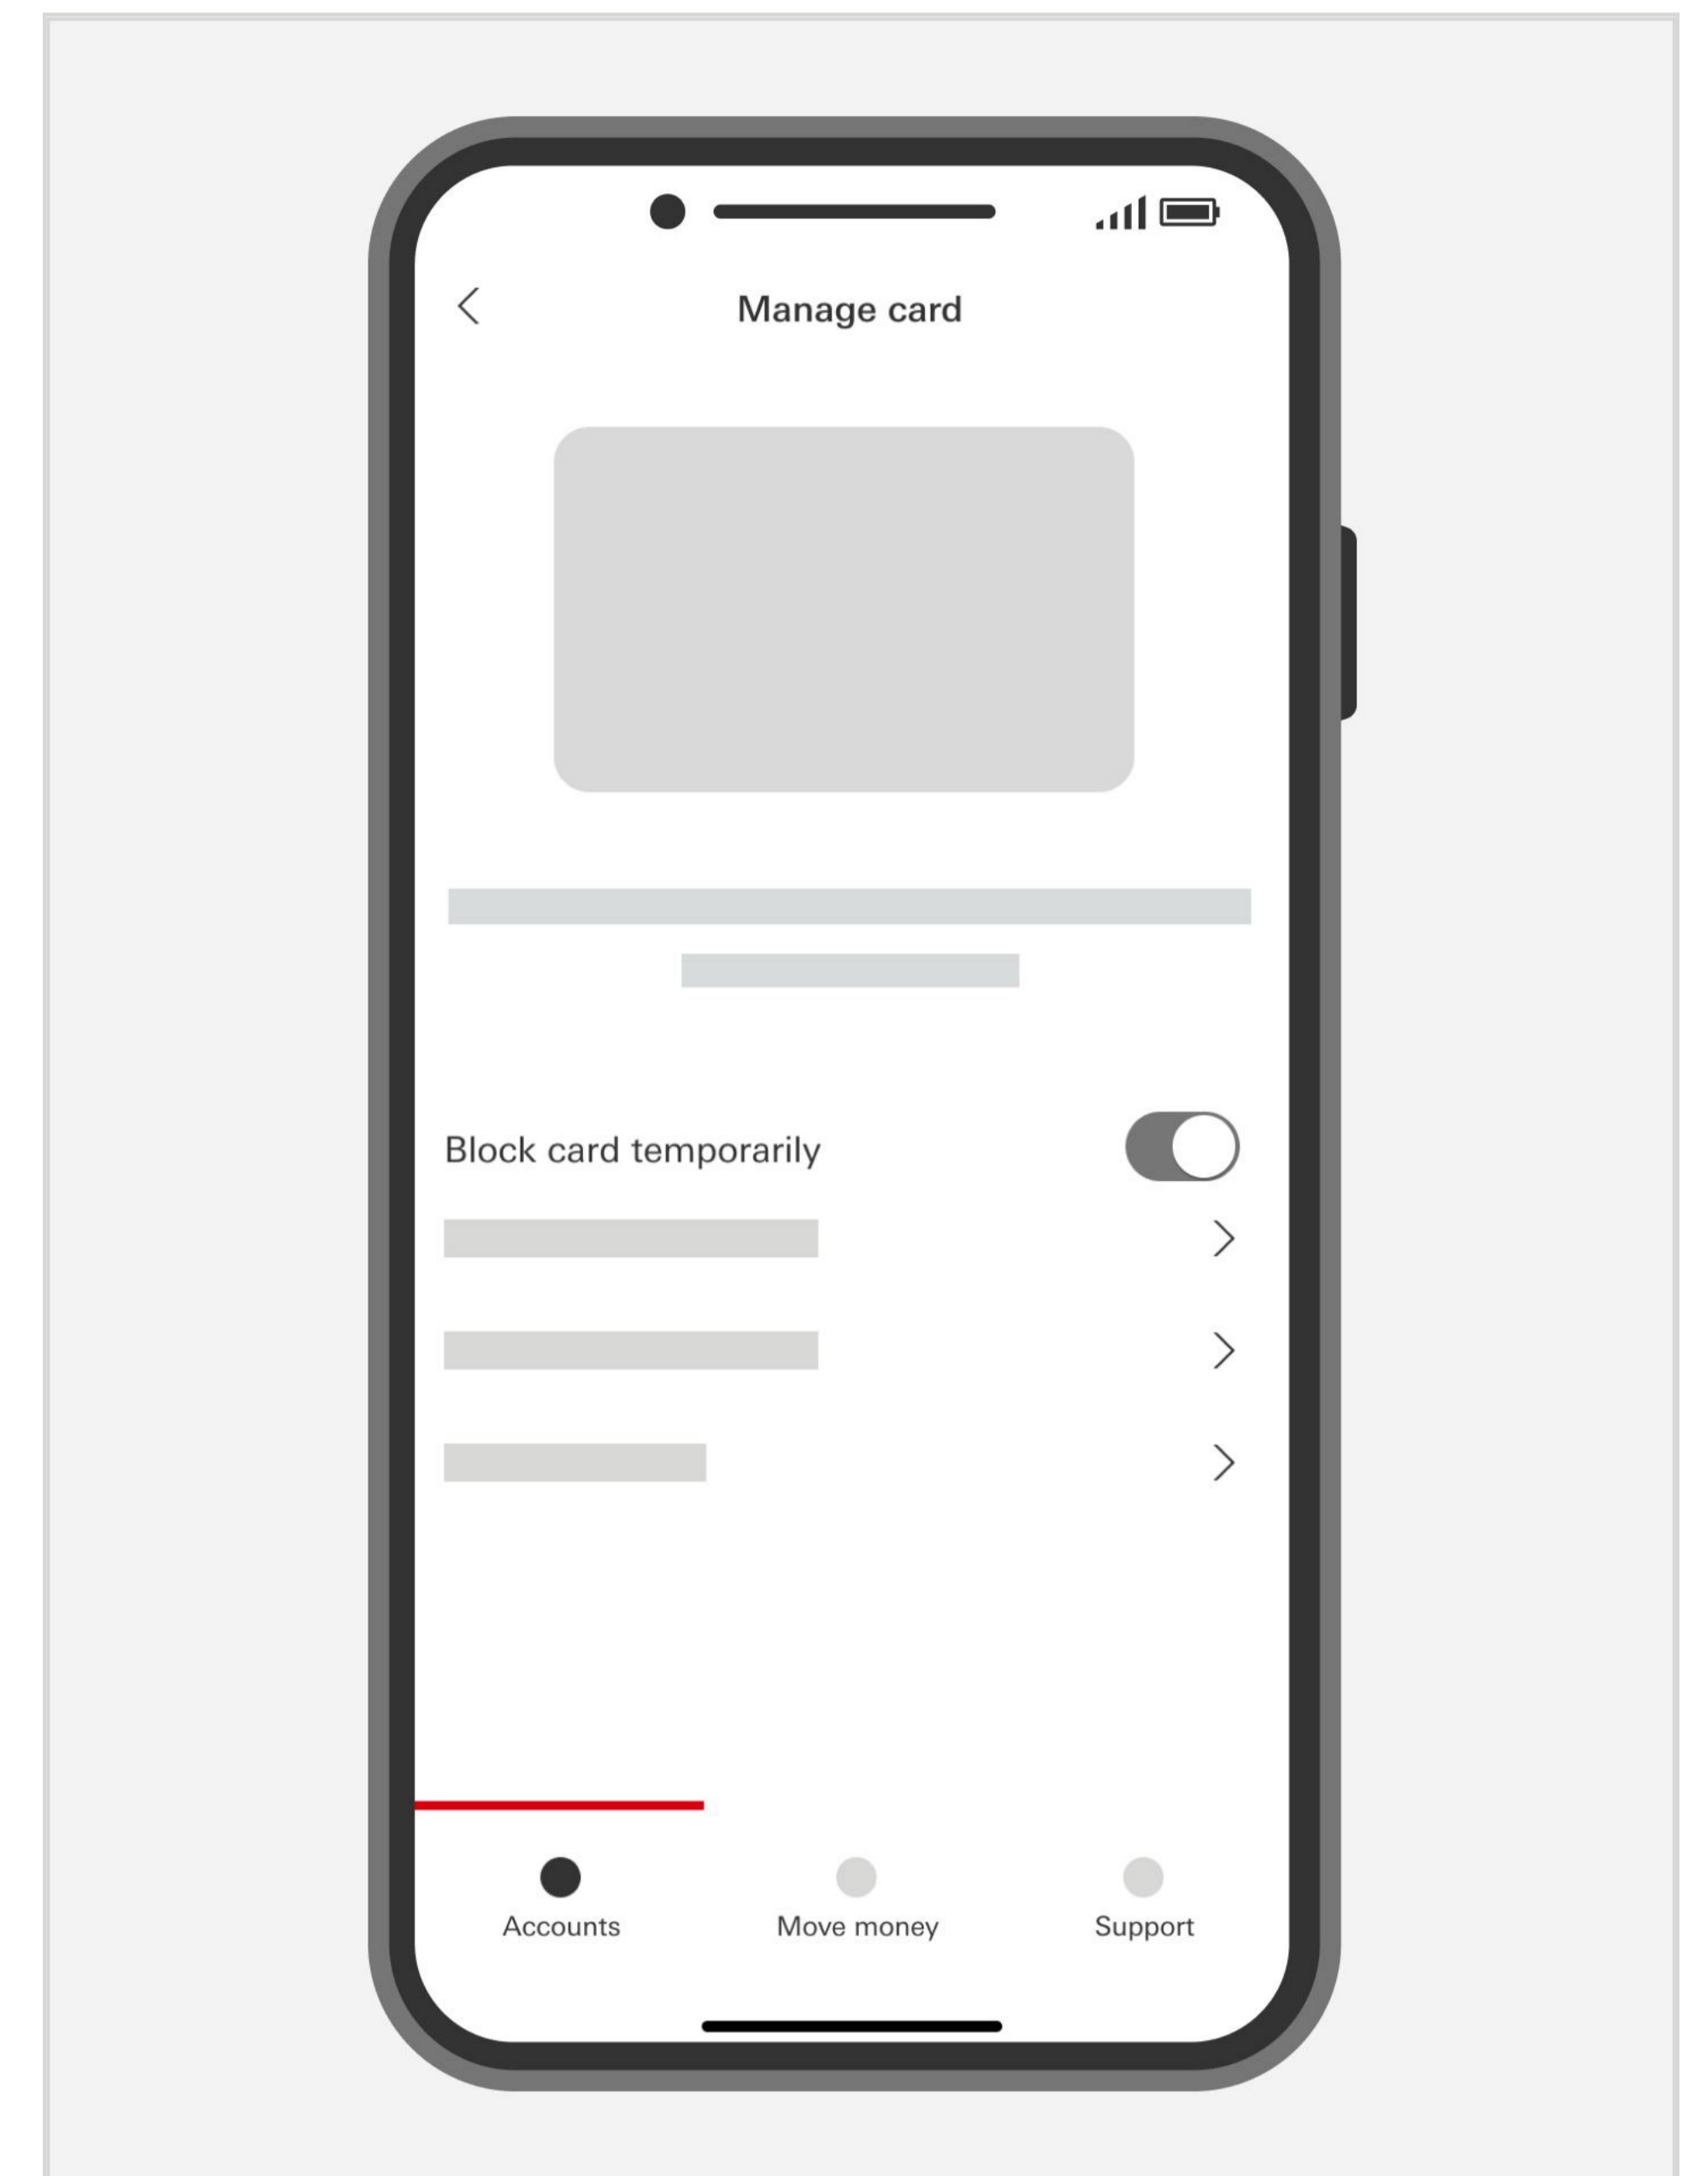 Manage card
Block card temporarily
Accounts
Move money
Support